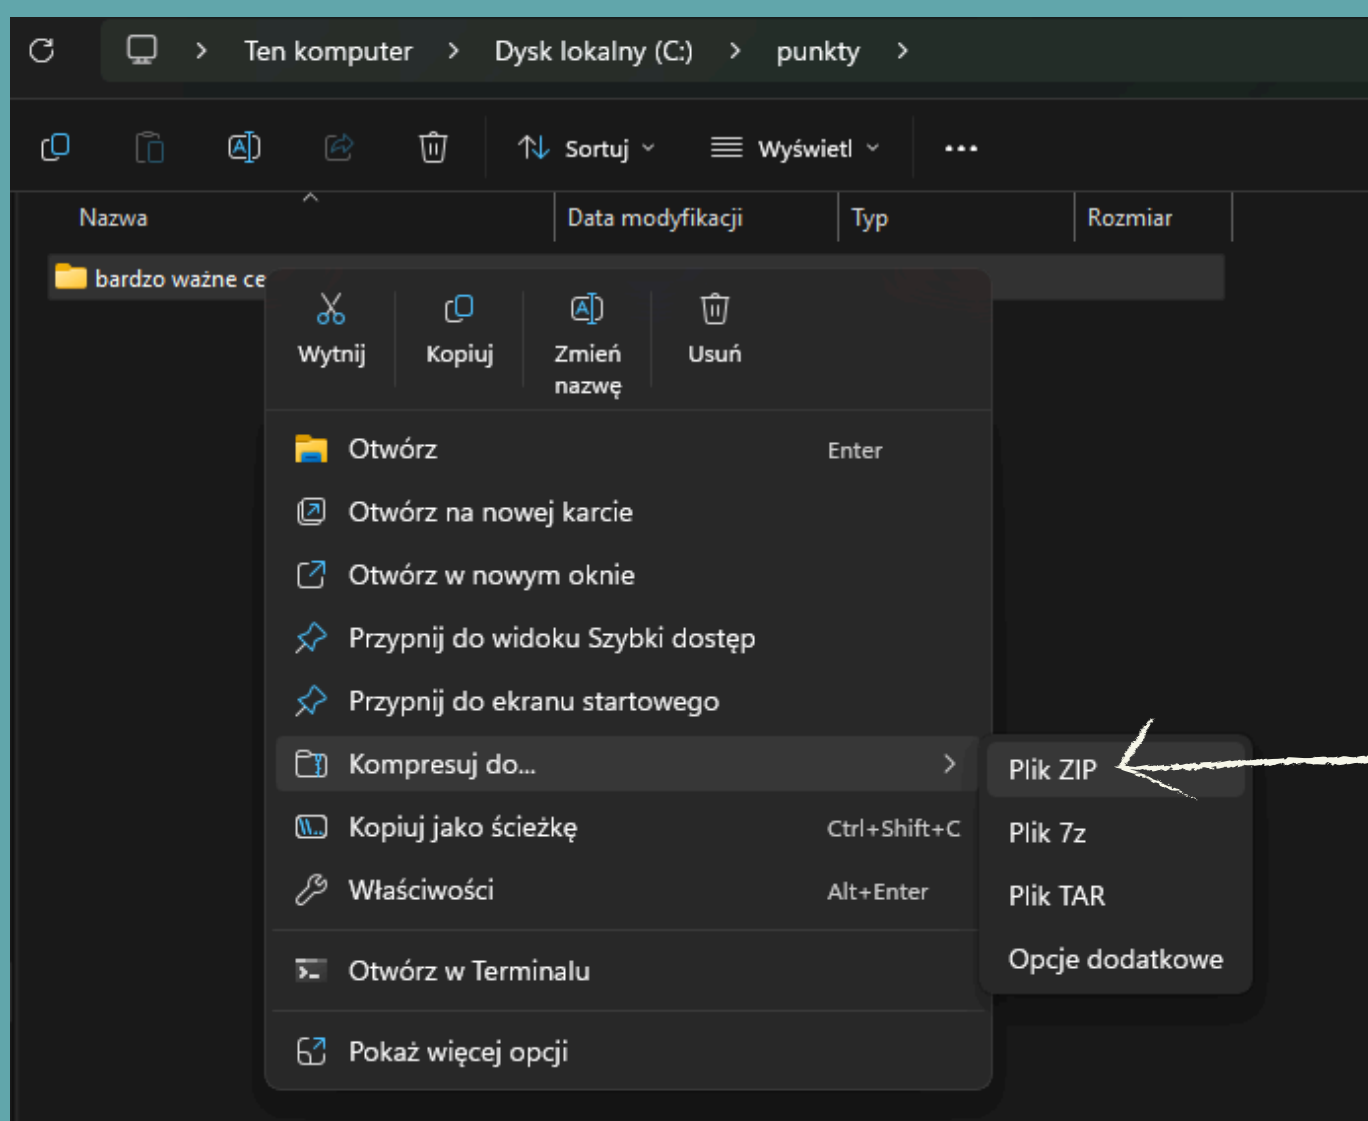 Ten komputer > Dysk lokalny (C:) > punkty >
Sortuj Wyświetl ...
Nazwa Data modyfikacji Typ Rozmiar
bardzo ważne ce
Wytnij Kopiuj Zmień nazwę Usuń
Otwórz Enter
Otwórz na nowej karcie
Otwórz w nowym oknie
Przypnij do widoku Szybki dostęp
Przypnij do ekranu startowego
Kompresuj do...
Kopiuj jako ścieżkę Ctrl+Shift+C
Właściwości Alt+Enter
Otwórz w Terminalu
Pokaż więcej opcji
Plik ZIP
Plik 7z
Plik TAR
Opcje dodatkowe